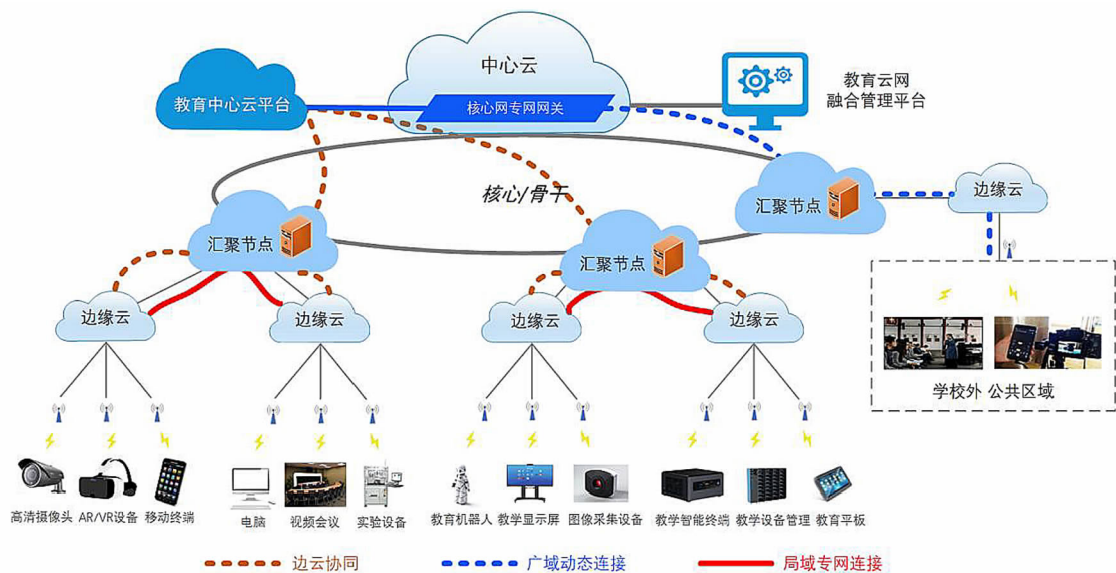 中心云
教育中心云平台
核心网专网网关
教育云网
融合管理平台
核心/骨干
汇聚节点
边缘云
汇聚节点
汇聚节点
边缘云
边缘云
边缘云
边缘云
学校外 公共区域
高清摄像头
AR/VR设备
移动终端
电脑
视频会议
实验设备
教育机器人
教学显示屏
图像采集设备
教学智能终端
教学设备管理
教育平板
边云协同
广域动态连接
局域专网连接